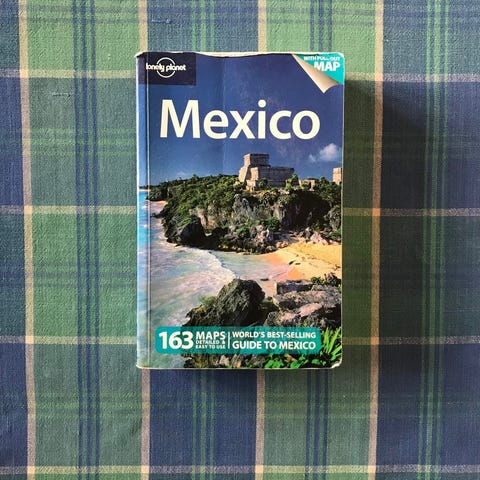 lonely planet
WITH PULL-OUT
MAP
Mexico
163 MAPS
DETAILED &
EASY TO USE
WORLD'S BEST-SELLING
GUIDE TO MEXICO